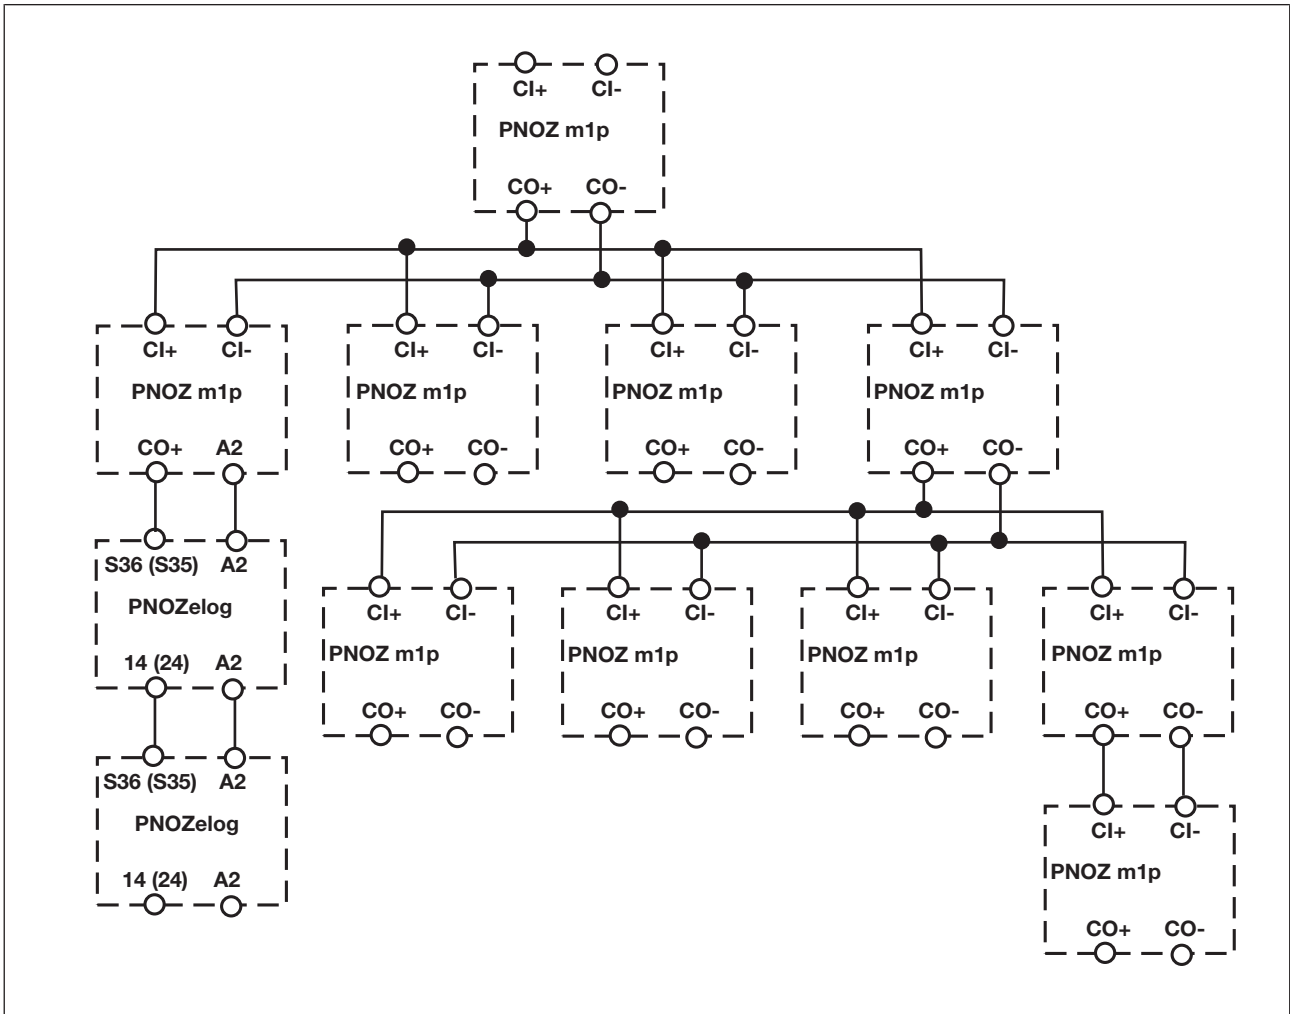 CI+ CI-
PNOZ m1p
CO+ CO-
CI+ CI- CI+ CI- CI+ CI- CI+ CI-
PNOZ m1p PNOZ m1p PNOZ m1p PNOZ m1p
CO+ A2 CO+ CO- CO+ CO- CO+ CO-
S36 (S35) A2
PNOZelog
14 (24) A2
CI+ CI- CI+ CI- CI+ CI- CI+ CI-
PNOZ m1p PNOZ m1p PNOZ m1p PNOZ m1p
CO+ CO- CO+ CO- CO+ CO- CO+ CO-
S36 (S35) A2
PNOZelog
14 (24) A2
CI+ CI-
PNOZ m1p
CO+ CO-